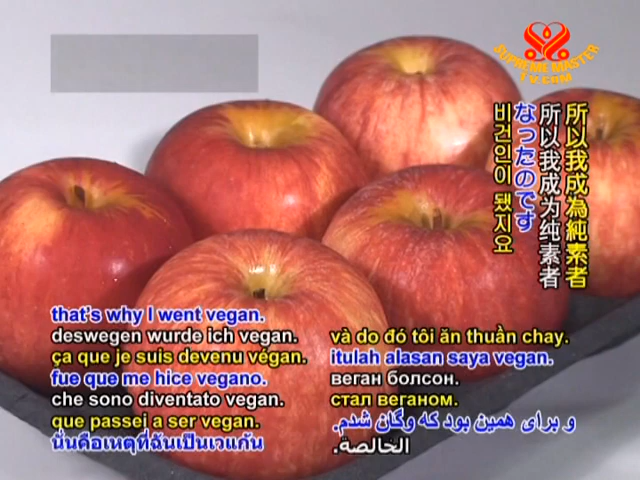 SUPREME MASTER
TV.COM
所以我成為純素者
所以我成为纯素者
なったのです
비건인이 됐지요
that's why I went vegan.
deswegen wurde ich vegan.
ça que je suis devenu végan.
fue que me hice vegano.
che sono diventato vegan.
que passei a ser vegan.
นั่นคือเหตุที่ฉันเป็นเวแก้น
và do đó tôi ăn thuần chay.
itulah alasan saya vegan.
веган болсон.
стал веганом.
و برای همین بود که وگان شدم.
الخالصة.